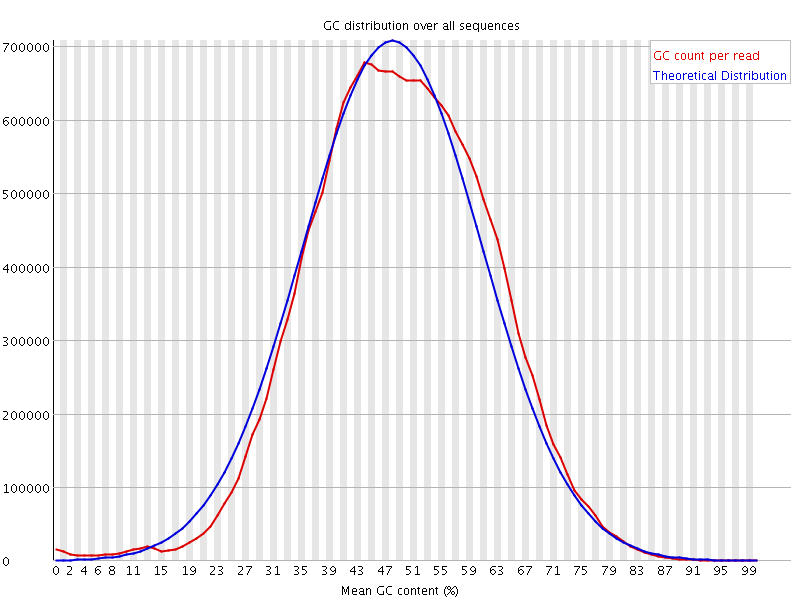 GC distribution over all sequences
GC count per read
Theoretical Distribution
700000
600000
500000
400000
300000
200000
100000
0
0 2 4 6 8 11 15 19 23 27 31 35 39 43 47 51 55 59 63 67 71 75 79 83 87 91 95 99
Mean GC content (%)